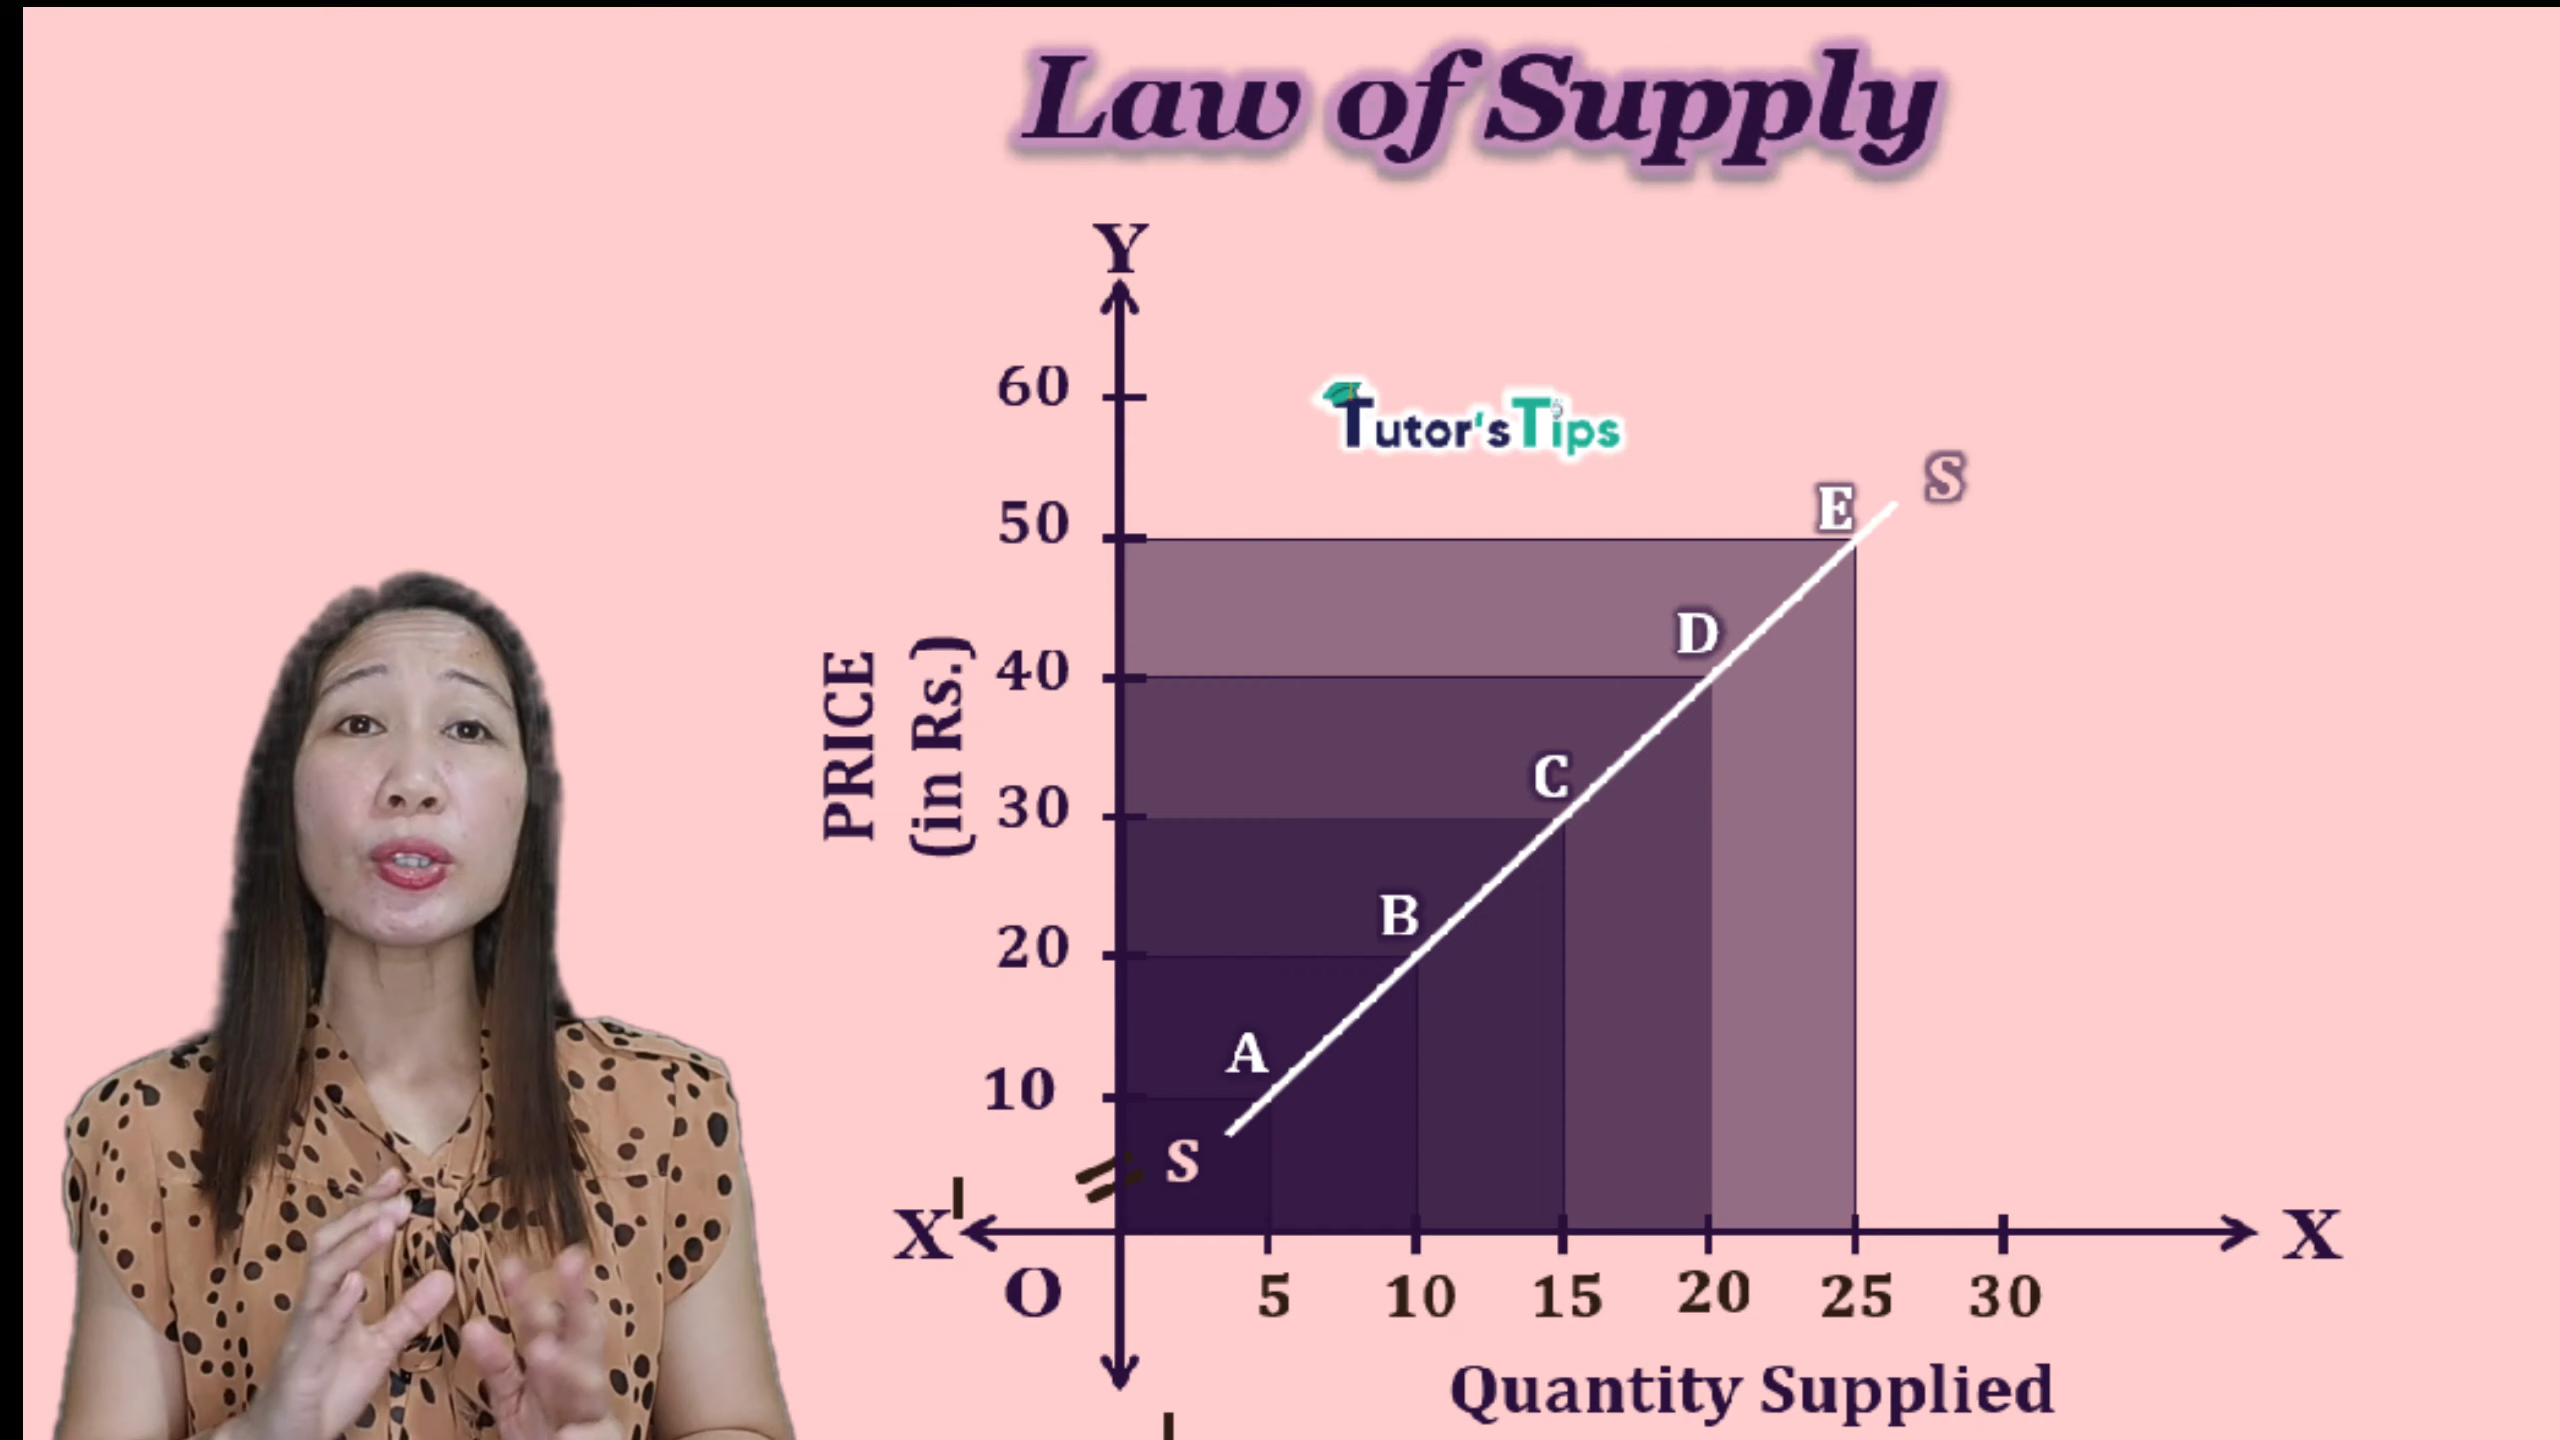 Law of Supply
Y
60
Tutor'sTips
S
E
50
D
PRICE
(in Rs.)
40
C
30
B
20
A
10
S
X
X
O
5 10 15 20 25 30
Quantity Supplied